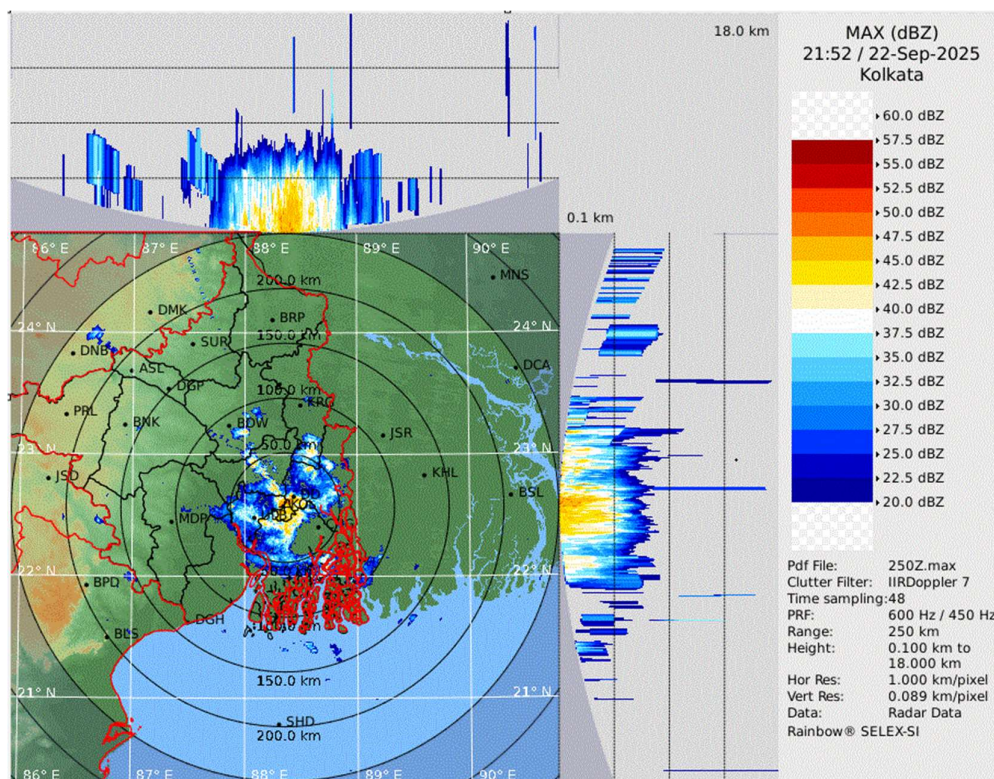 18.0 km
0.1 km
MAX (dBZ)
21:52 / 22-Sep-2025
Kolkata
60.0 dBZ
57.5 dBZ
55.0 dBZ
52.5 dBZ
50.0 dBZ
47.5 dBZ
45.0 dBZ
42.5 dBZ
40.0 dBZ
37.5 dBZ
35.0 dBZ
32.5 dBZ
30.0 dBZ
27.5 dBZ
25.0 dBZ
22.5 dBZ
20.0 dBZ
86° E 87° E 88° E 89° E 90° E
MNS
200.0 km
DMK
BRP
24° N 24° N
150.0 km
SUR
DNB
ASL
DCA
DGP
100.0 km
PRL
BNK
BDW
JSR
50.0 km
23° N 23° N
JSD
KHL
BSL
MDP
22° N 22° N
BPD
DGH
BLS
150.0 km
21° N 21° N
SHD
200.0 km
86° E 87° E 88° E 89° E 90° E
Pdf File: 250Z.max
Clutter Filter: IIRDoppler 7
Time sampling:48
PRF: 600 Hz / 450 Hz
Range: 250 km
Height: 0.100 km to
18.000 km
Hor Res: 1.000 km/pixel
Vert Res: 0.089 km/pixel
Data: Radar Data
Rainbow® SELEX-SI